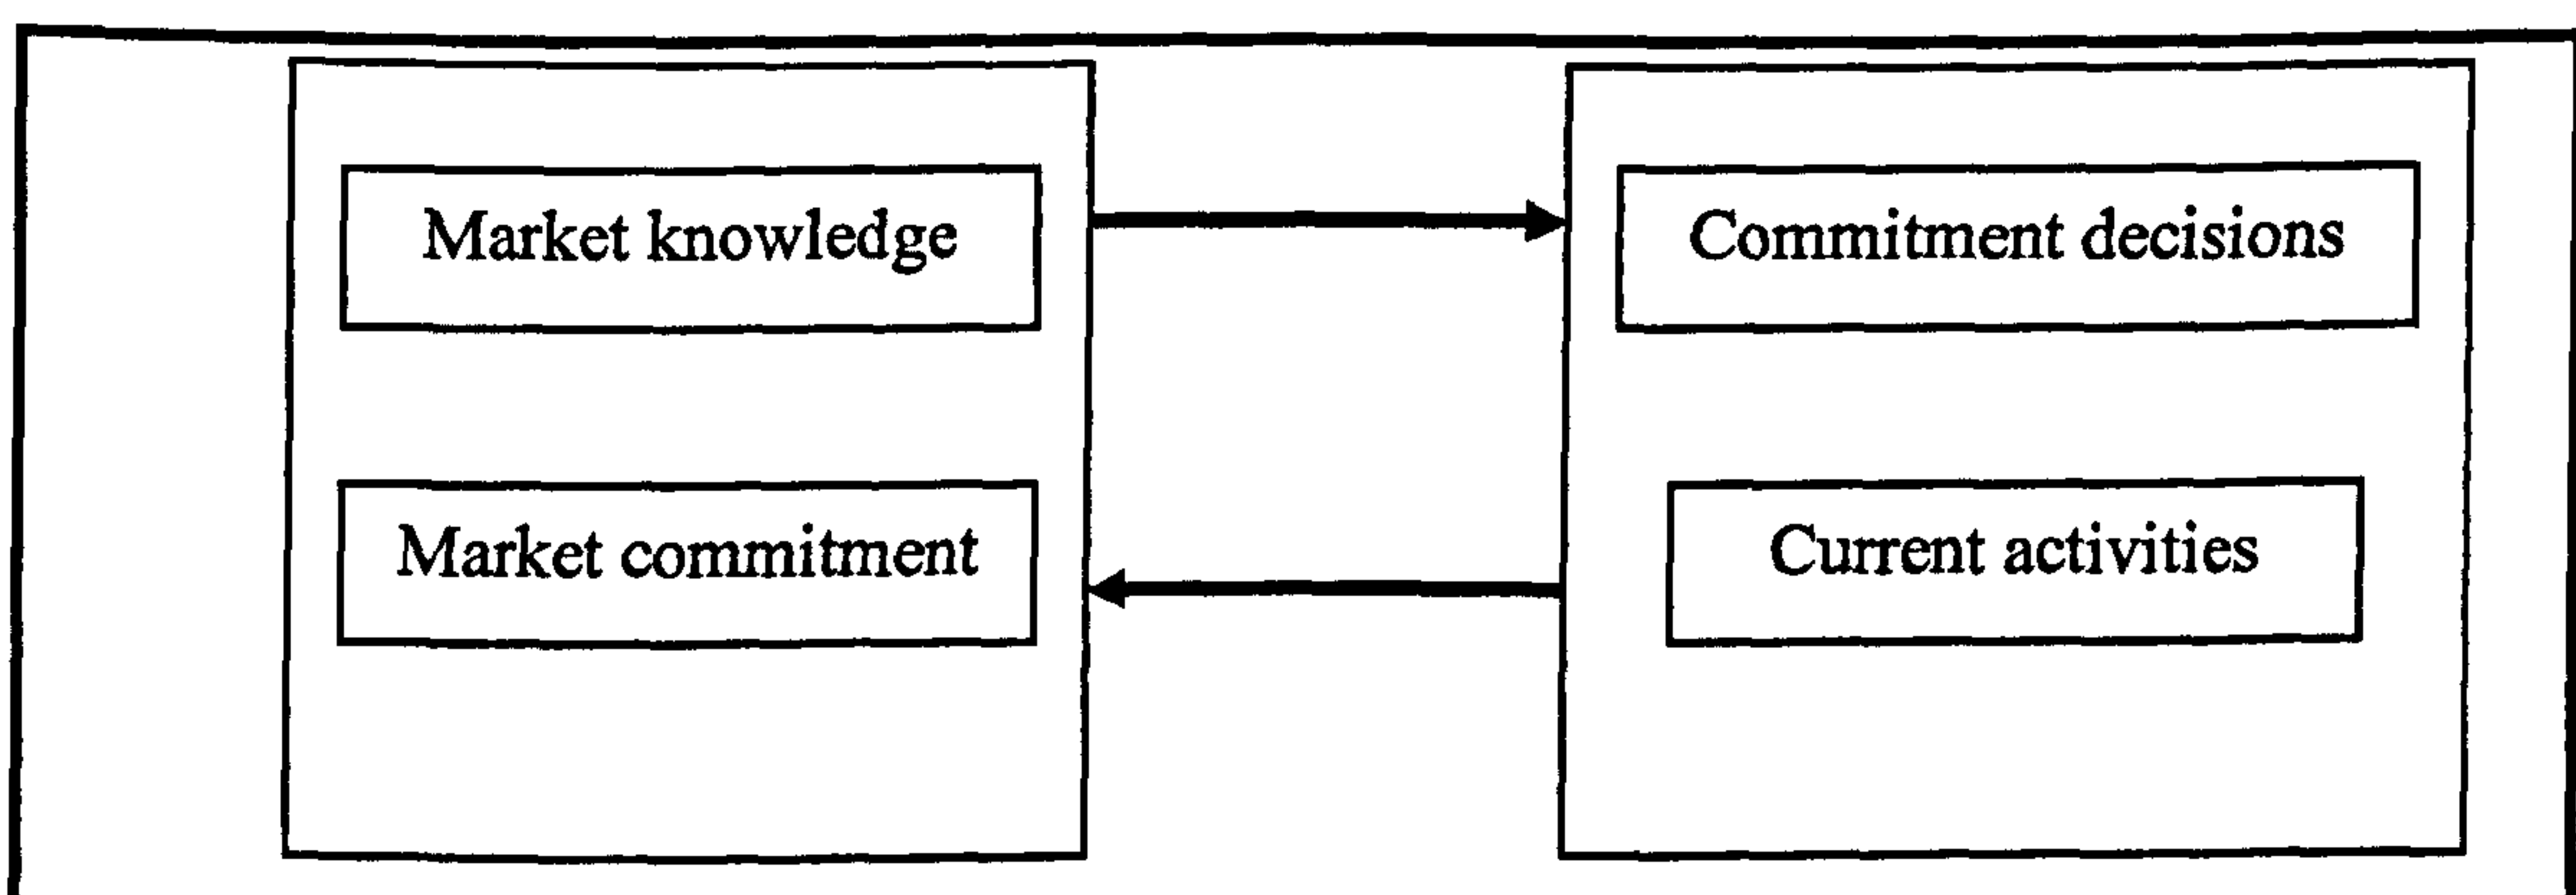 Market knowledge
Commitment decisions
Market commitment
Current activities